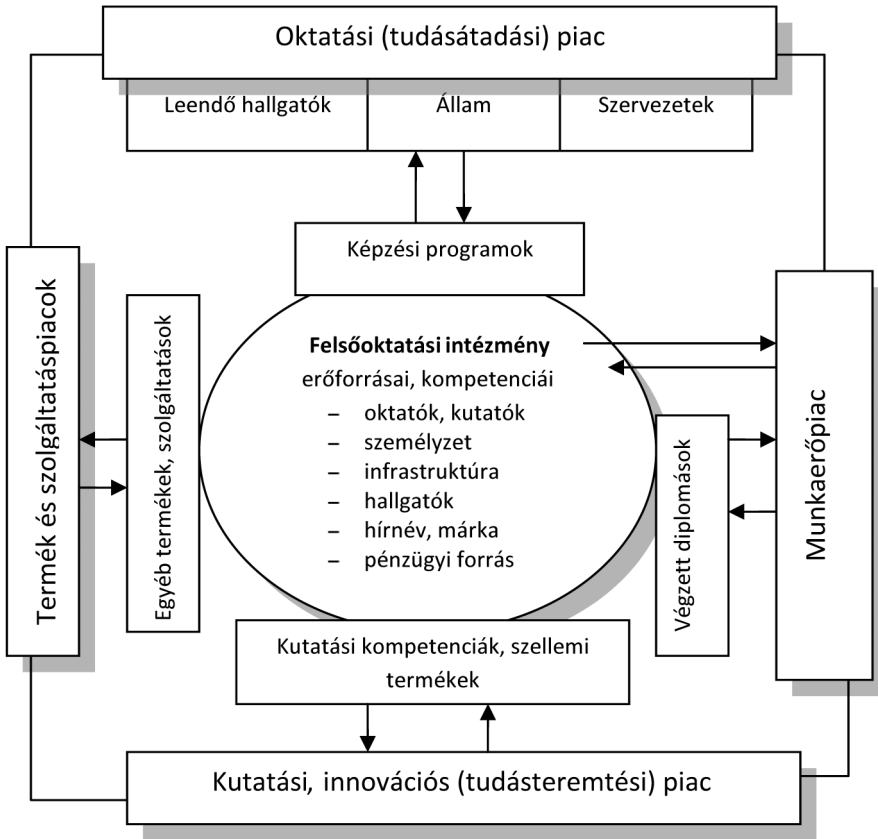 Oktatási (tudásátadási) piac
Leendő hallgatók
Állam
Szervezetek
Képzési programok
Termék és szolgáltatáspiacok
Egyéb termékek, szolgáltatások
Felsőoktatási intézmény
erőforrásai, kompetenciái
– oktatók, kutatók
– személyzet
– infrastruktúra
– hallgatók
– hírnév, márka
– pénzügyi forrás
Végzett diplomások
Munkaerőpiac
Kutatási kompetenciák, szellemi
termékek
Kutatási, innovációs (tudásteremtési) piac